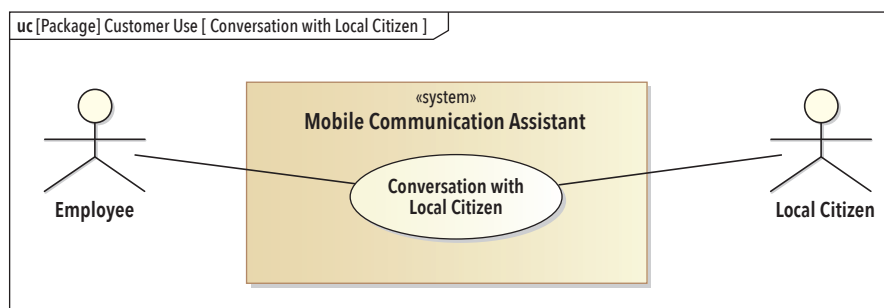 uc [Package] Customer Use [ Conversation with Local Citizen ]
«system»
Mobile Communication Assistant
Conversation with
Local Citizen
Employee
Local Citizen